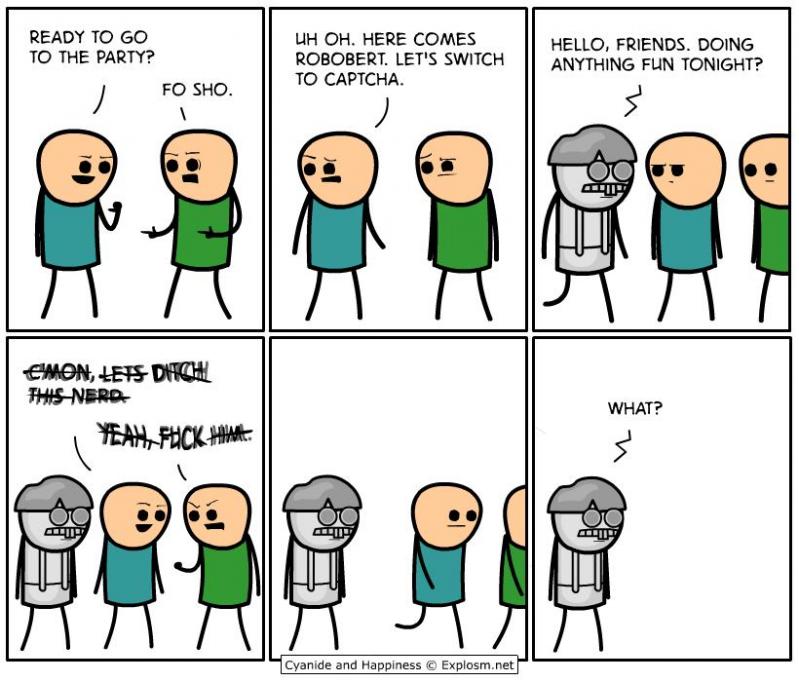 READY TO GO
TO THE PARTY?
FO SHO.
UH OH. HERE COMES
ROBOBERT. LET'S SWITCH
TO CAPTCHA.
HELLO, FRIENDS. DOING
ANYTHING FUN TONIGHT?
C'MON, LETS DITCH
THIS NERD.
YEAH, FUCK HIM.
WHAT?
Cyanide and Happiness © Explosm.net